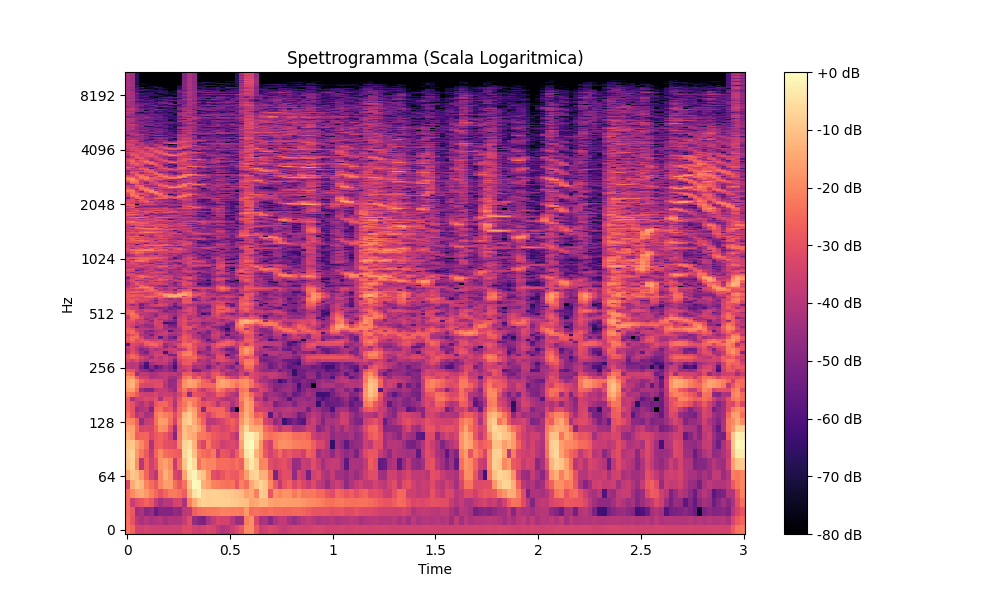 Spettrogramma (Scala Logaritmica)
Hz
8192
4096
2048
1024
512
256
128
64
0
0
0.5
1
1.5
2
2.5
3
Time
+0 dB
-10 dB
-20 dB
-30 dB
-40 dB
-50 dB
-60 dB
-70 dB
-80 dB